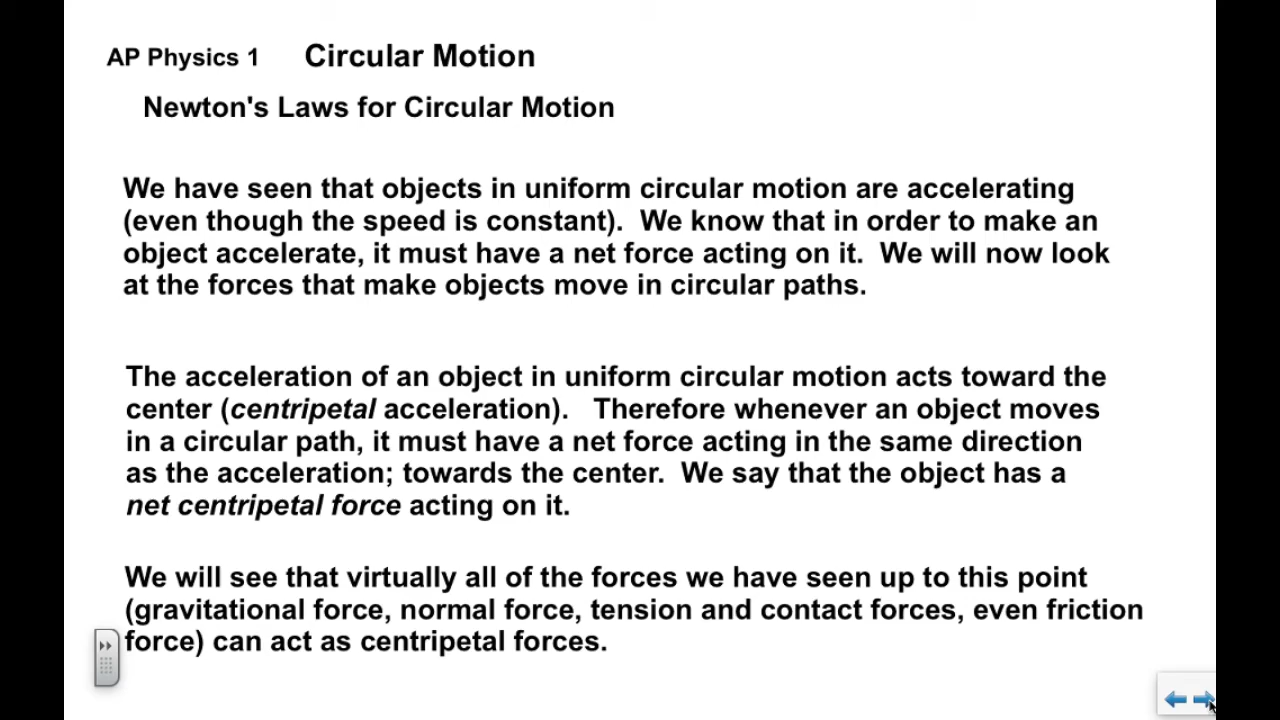 AP Physics 1 Circular Motion
Newton's Laws for Circular Motion
We have seen that objects in uniform circular motion are accelerating
(even though the speed is constant). We know that in order to make an
object accelerate, it must have a net force acting on it. We will now look
at the forces that make objects move in circular paths.
The acceleration of an object in uniform circular motion acts toward the
center (centripetal acceleration). Therefore whenever an object moves
in a circular path, it must have a net force acting in the same direction
as the acceleration; towards the center. We say that the object has a
net centripetal force acting on it.
We will see that virtually all of the forces we have seen up to this point
(gravitational force, normal force, tension and contact forces, even friction
force) can act as centripetal forces.